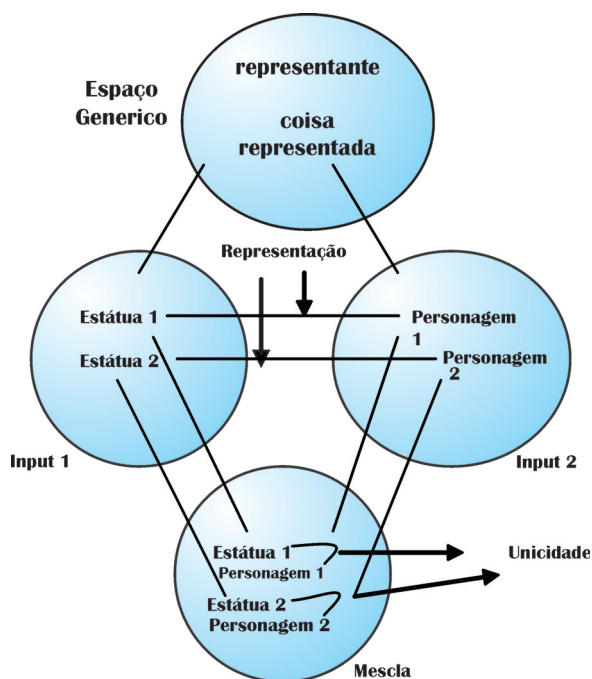 representante
Espaço
Generico
coisa
representada
Representação
Estátua 1
Personagem
1
Estátua 2
Personagem
2
Input 1
Input 2
Estátua 1
Personagem 1
Unicidade
Estátua 2
Personagem 2
Mescla